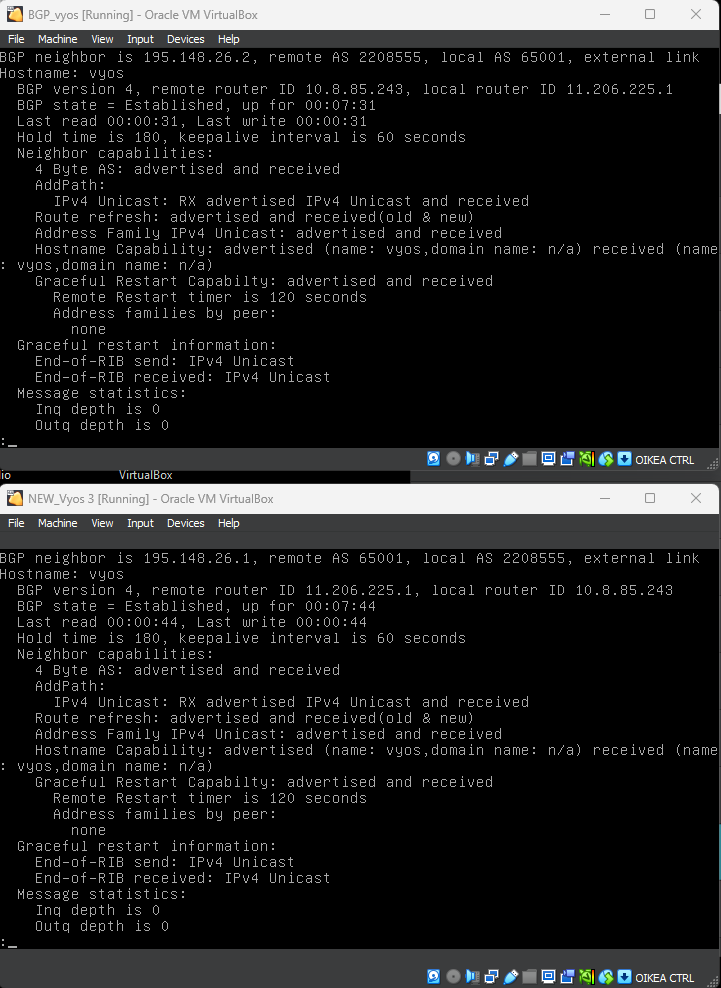 BGP_vyos [Running] - Oracle VM VirtualBox
File Machine View Input Devices Help
BGP neighbor is 195.148.26.2, remote AS 2208555, local AS 65001, external link
Hostname: vyos
BGP version 4, remote router ID 10.8.85.243, local router ID 11.206.225.1
BGP state = Established, up for 00:07:31
Last read 00:00:31, Last write 00:00:31
Hold time is 180, keepalive interval is 60 seconds
Neighbor capabilities:
4 Byte AS: advertised and received
AddPath:
IPv4 Unicast: RX advertised IPv4 Unicast and received
Route refresh: advertised and received(old & new)
Address Family IPv4 Unicast: advertised and received
Hostname Capability: advertised (name: vyos,domain name: n/a) received (name
: vyos,domain name: n/a)
Graceful Restart Capabilty: advertised and received
Remote Restart timer is 120 seconds
Address families by peer:
none
Graceful restart information:
End-of-RIB send: IPv4 Unicast
End-of-RIB received: IPv4 Unicast
Message statistics:
Inq depth is 0
Outq depth is 0
:_
OIKEA CTRL
io VirtualBox
NEW_Vyos 3 [Running] - Oracle VM VirtualBox
File Machine View Input Devices Help
BGP neighbor is 195.148.26.1, remote AS 65001, local AS 2208555, external link
Hostname: vyos
BGP version 4, remote router ID 11.206.225.1, local router ID 10.8.85.243
BGP state = Established, up for 00:07:44
Last read 00:00:44, Last write 00:00:44
Hold time is 180, keepalive interval is 60 seconds
Neighbor capabilities:
4 Byte AS: advertised and received
AddPath:
IPv4 Unicast: RX advertised IPv4 Unicast and received
Route refresh: advertised and received(old & new)
Address Family IPv4 Unicast: advertised and received
Hostname Capability: advertised (name: vyos,domain name: n/a) received (name
: vyos,domain name: n/a)
Graceful Restart Capabilty: advertised and received
Remote Restart timer is 120 seconds
Address families by peer:
none
Graceful restart information:
End-of-RIB send: IPv4 Unicast
End-of-RIB received: IPv4 Unicast
Message statistics:
Inq depth is 0
Outq depth is 0
:_
OIKEA CTRL